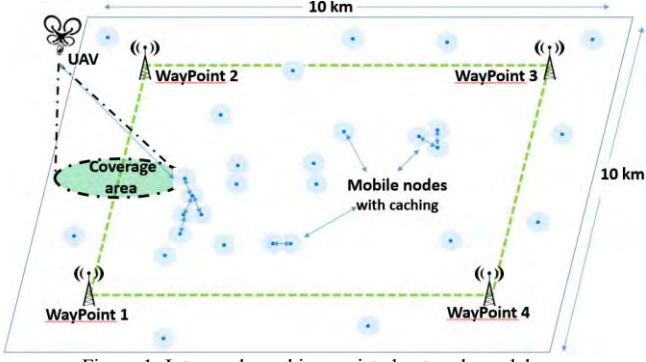 10 km
UAV
WayPoint 2
WayPoint 3
Coverage
area
10 km
Mobile nodes
with caching
WayPoint 1
WayPoint 4